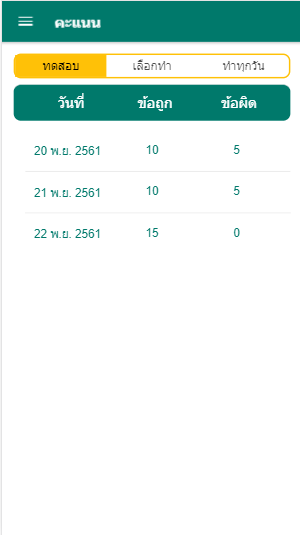 คะแนน
ทดสอบ เลือกทำ ทำทุกวัน
วันที่ ข้อถูก ข้อผิด
20 พ.ย. 2561 10 5
21 พ.ย. 2561 10 5
22 พ.ย. 2561 15 0